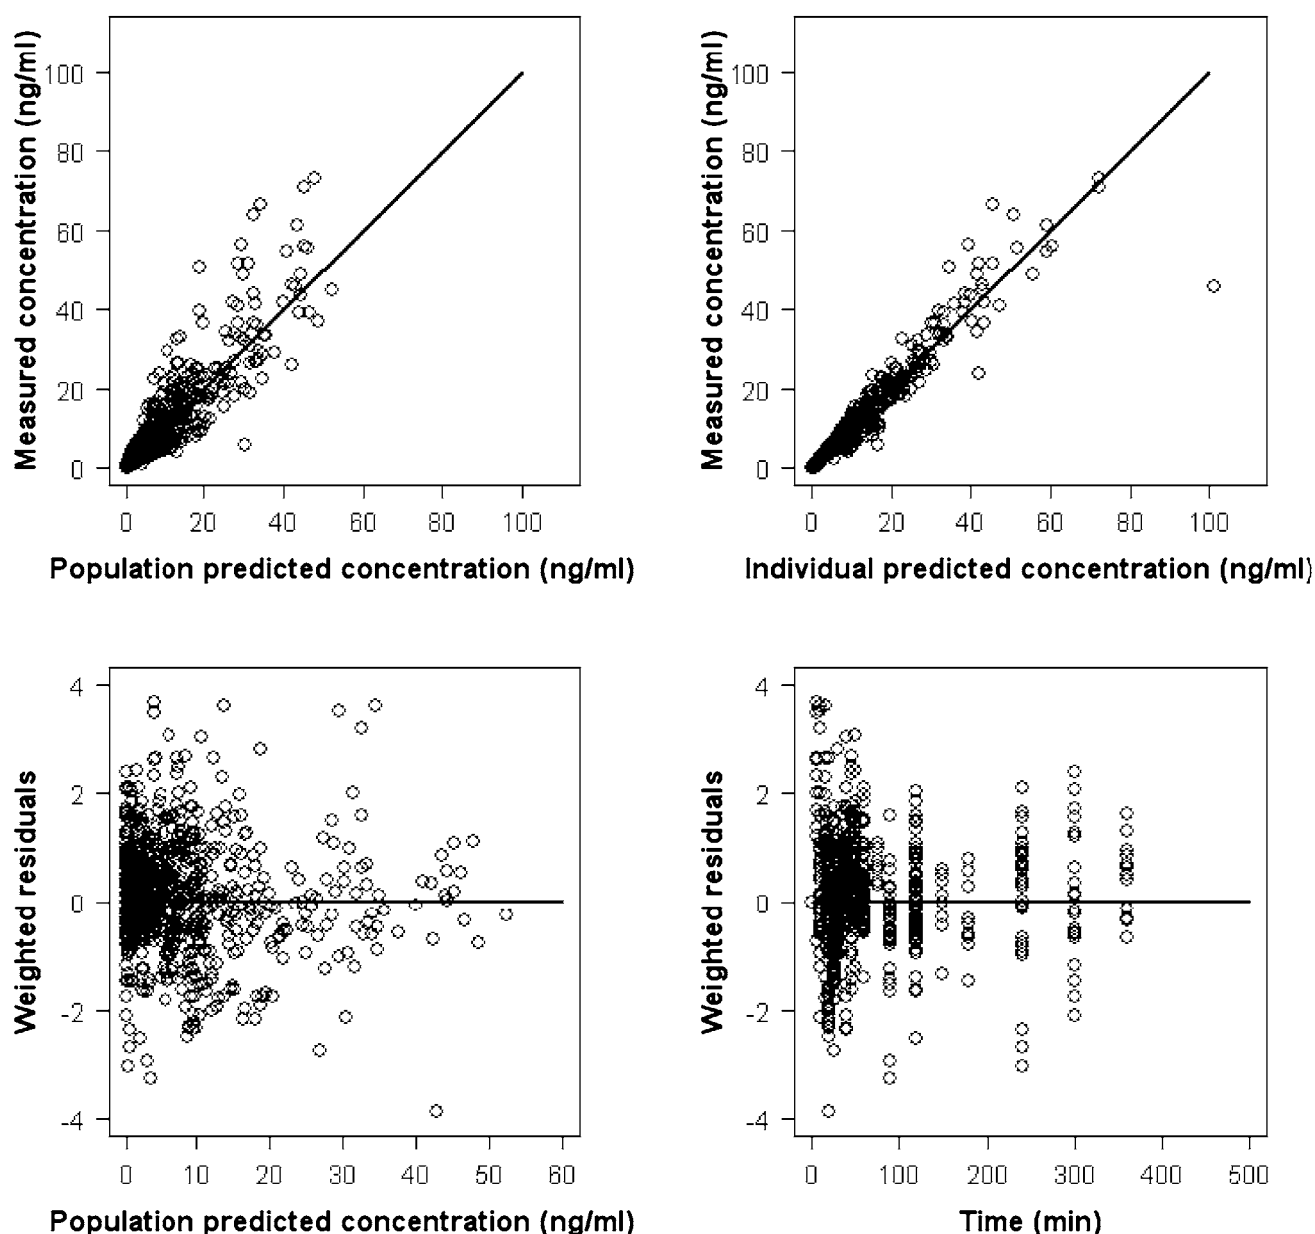 Measured concentration (ng/ml)
100
80
60
40
20
0
0 20 40 60 80 100
Population predicted concentration (ng/ml)
Measured concentration (ng/ml)
100
80
60
40
20
0
0 20 40 60 80 100
Individual predicted concentration (ng/ml)
Weighted residuals
4
2
0
-2
-4
0 10 20 30 40 50 60
Population predicted concentration (ng/ml)
Weighted residuals
4
2
0
-2
-4
0 100 200 300 400 500
Time (min)